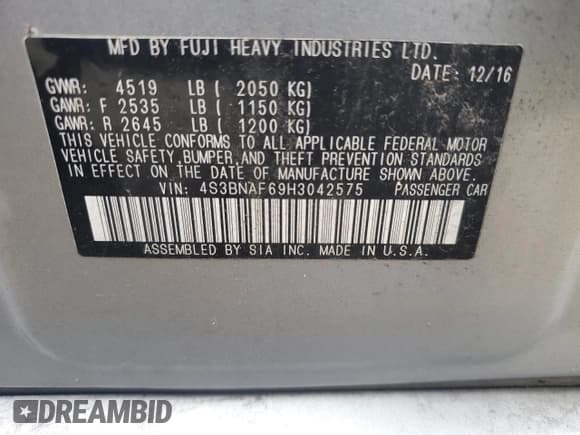 MFD BY FUJI HEAVY INDUSTRIES LTD.
DATE: 12/16
GVWR: 4519 LB ( 2050 KG)
GAWR: F 2535 LB ( 1150 KG)
GAWR: R 2645 LB ( 1200 KG)
THIS VEHICLE CONFORMS TO ALL APPLICABLE FEDERAL MOTOR
VEHICLE SAFETY, BUMPER, AND THEFT PREVENTION STANDARDS
IN EFFECT ON THE DATE OF MANUFACTURE SHOWN ABOVE.
VIN: 4S3BNAF69H3042575 PASSENGER CAR
ASSEMBLED BY SIA INC. MADE IN U.S.A.
DREAMBID